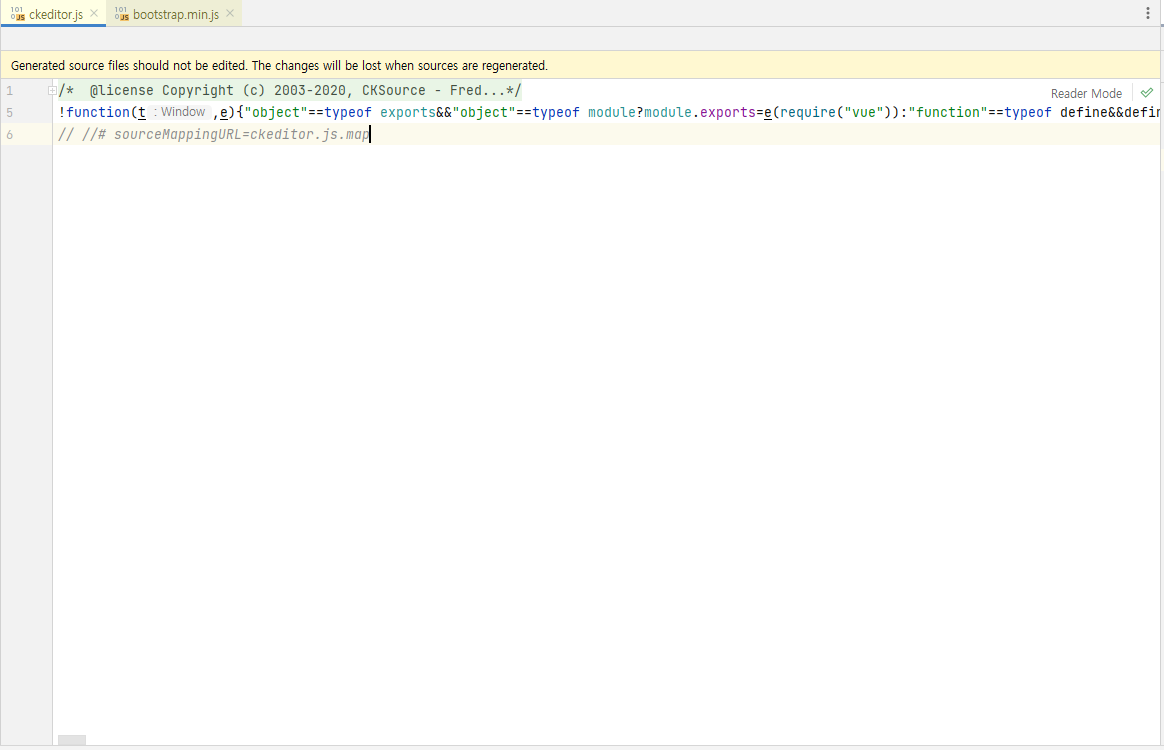 ckeditor.js bootstrap.min.js
Generated source files should not be edited. The changes will be lost when sources are regenerated.
Reader Mode
1 /* @license Copyright (c) 2003-2020, CKSource - Fred...*/
5 !function(t : Window ,e){"object"==typeof exports&&"object"==typeof module?module.exports=e(require("vue")):"function"==typeof define&&defin
6 // //# sourceMappingURL=ckeditor.js.map